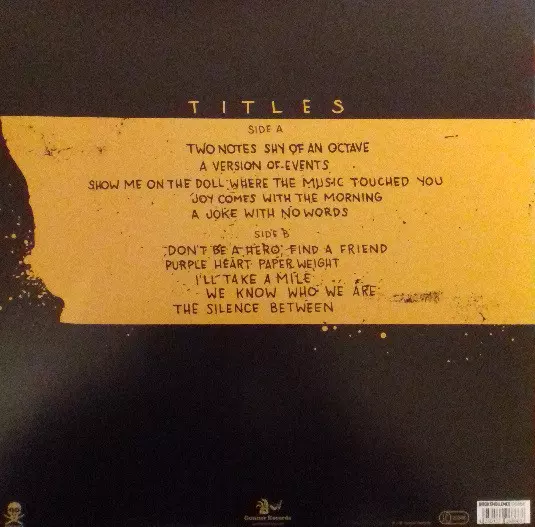 TITLES
SIDE A
TWO NOTES SHY OF AN OCTAVE
A VERSION OF EVENTS
SHOW ME ON THE DOLL WHERE THE MUSIC TOUCHED YOU
JOY COMES WITH THE MORNING
A JOKE WITH NO WORDS
SIDE B
DON'T BE A HERO, FIND A FRIEND
PURPLE HEART PAPER WEIGHT
I'LL TAKE A MILE
WE KNOW WHO WE ARE
THE SILENCE BETWEEN
Gunner Records